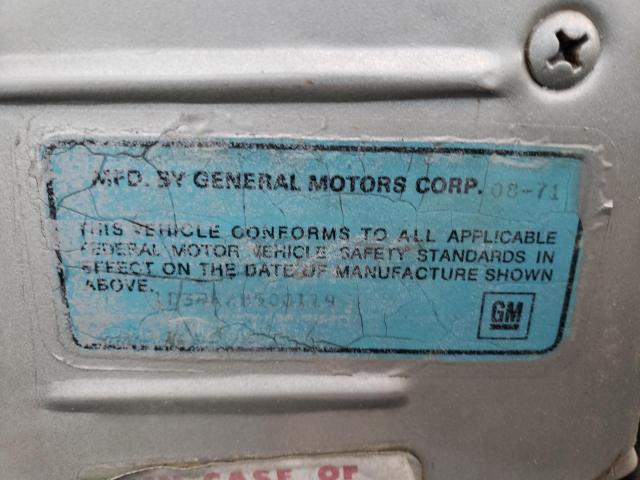 MFD. BY GENERAL MOTORS CORP. 08-71
THIS VEHICLE CONFORMS TO ALL APPLICABLE
FEDERAL MOTOR VEHICLE SAFETY STANDARDS IN
EFFECT ON THE DATE OF MANUFACTURE SHOWN
ABOVE.
GM
IN CASE OF